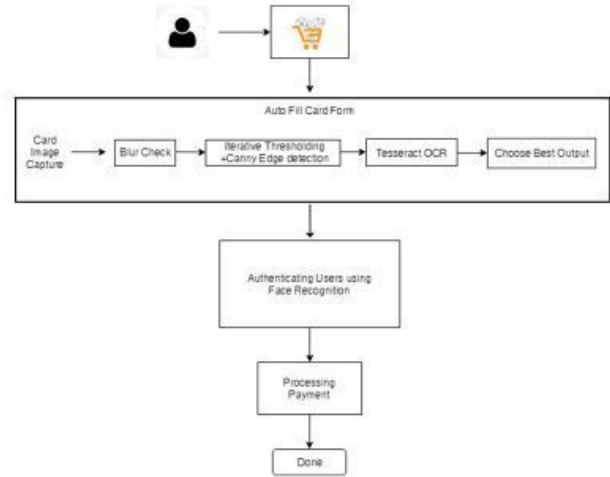 Auto Fill Card Form
Card
Image
Capture
Blur Check
Iterative Thresholding
+Canny Edge detection
Tesseract OCR
Choose Best Output
Authenticating Users using
Face Recognition
Processing
Payment
Done